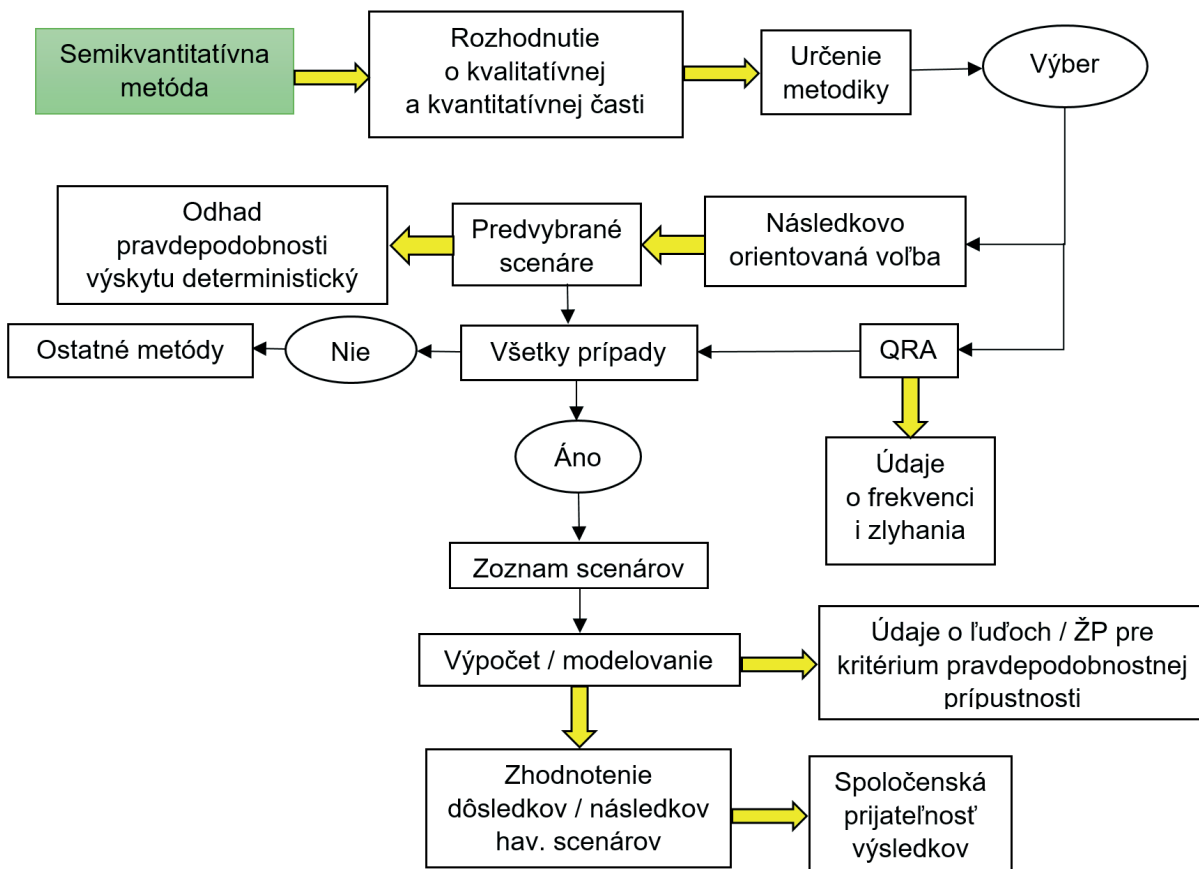 Semikvantitatívna
metóda
Rozhodnutie
o kvalitatívnej
a kvantitatívnej časti
Určenie
metodiky
Výber
Odhad
pravdepodobnosti
výskytu deterministický
Predvybrané
scenáre
Následkovo
orientovaná voľba
Ostatné metódy
Nie
Všetky prípady
QRA
Áno
Údaje
o frekvenci
i zlyhania
Zoznam scenárov
Výpočet / modelovanie
Údaje o ľuďoch / ŽP pre
kritérium pravdepodobnostnej
prípustnosti
Zhodnotenie
dôsledkov / následkov
hav. scenárov
Spoločenská
prijateľnosť
výsledkov